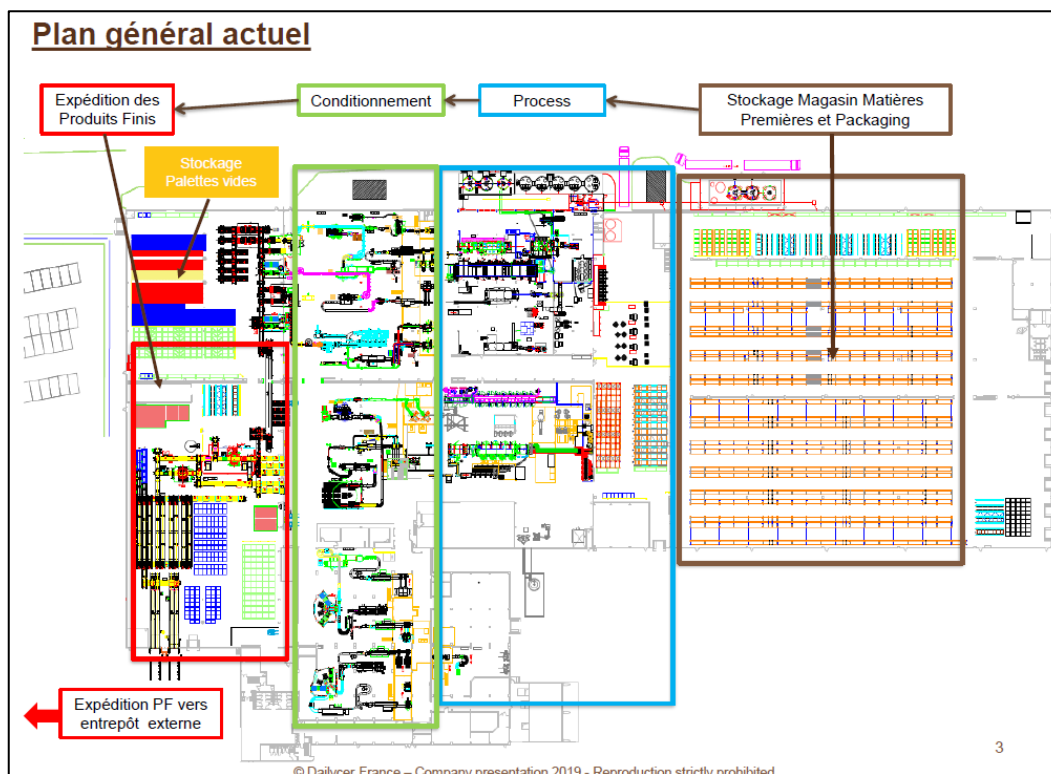 Plan général actuel
Expédition des
Produits Finis
Conditionnement
Process
Stockage Magasin Matières
Premières et Packaging
Stockage
Palettes vides
Expédition PF vers
entrepôt externe
3
© Dailycer France – Company presentation 2019 - Reproduction strictly prohibited